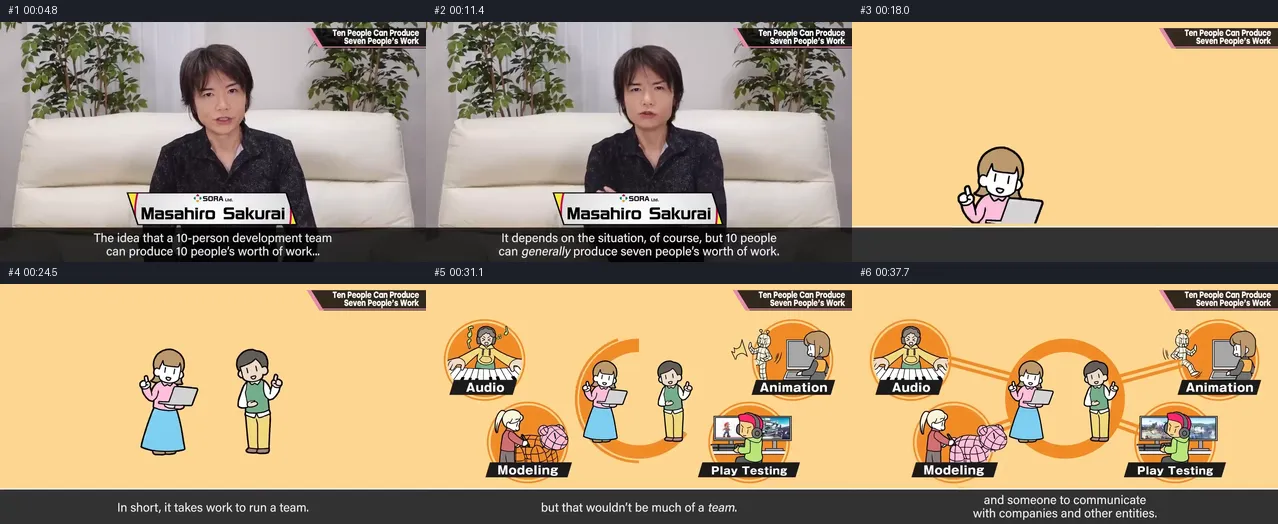 #1 00:04.8
Ten People Can Produce
Seven People's Work
SORA Ltd.
Masahiro Sakurai
The idea that a 10-person development team
can produce 10 people's worth of work...
#2 00:11.4
Ten People Can Produce
Seven People's Work
SORA Ltd.
Masahiro Sakurai
It depends on the situation, of course, but 10 people
can generally produce seven people's worth of work.
#3 00:18.0
Ten People Can Produce
Seven People's Work
#4 00:24.5
Ten People Can Produce
Seven People's Work
In short, it takes work to run a team.
#5 00:31.1
Ten People Can Produce
Seven People's Work
Audio
Animation
Modeling
Play Testing
but that wouldn't be much of a team.
#6 00:37.7
Ten People Can Produce
Seven People's Work
Audio
Animation
Modeling
Play Testing
and someone to communicate
with companies and other entities.